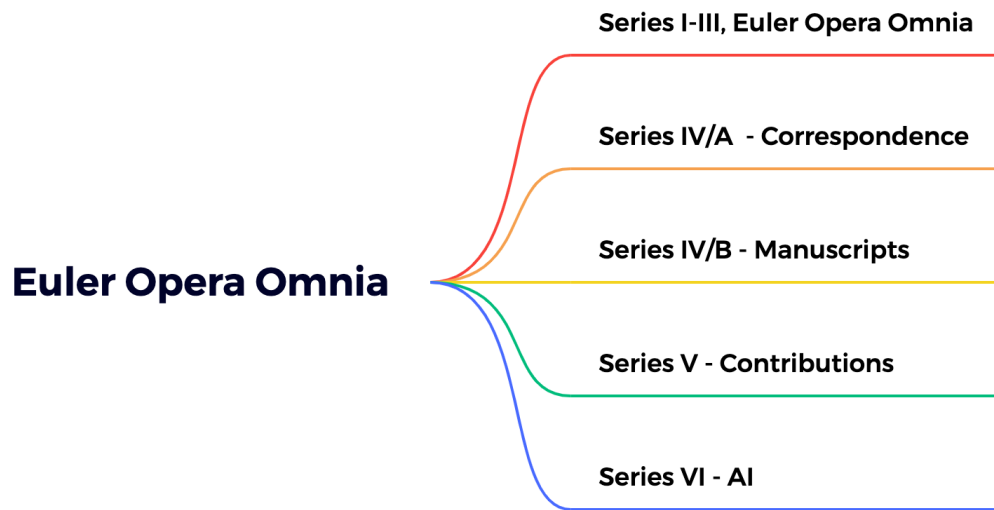 Series I-III, Euler Opera Omnia
Series IV/A  - Correspondence
Series IV/B - Manuscripts
Euler Opera Omnia
Series V - Contributions
Series VI - AI